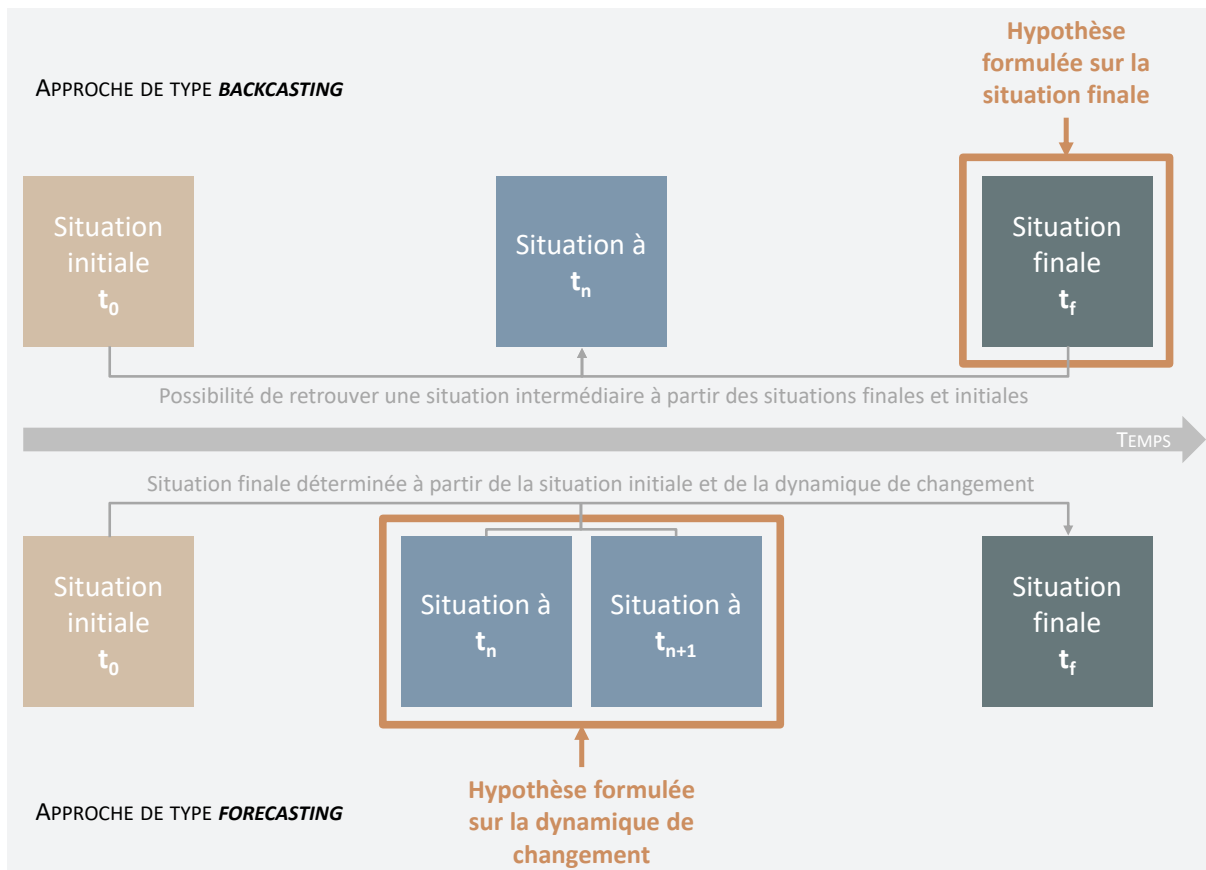 Hypothèse
formulée sur la
situation finale
APPROCHE DE TYPE BACKCASTING
Situation
initiale
t0
Situation à
tn
Situation
finale
tf
Possibilité de retrouver une situation intermédiaire à partir des situations finales et initiales
TEMPS
Situation finale déterminée à partir de la situation initiale et de la dynamique de changement
Situation
initiale
t0
Situation à
tn
Situation à
tn+1
Situation
finale
tf
Hypothèse formulée
sur la dynamique de
changement
APPROCHE DE TYPE FORECASTING